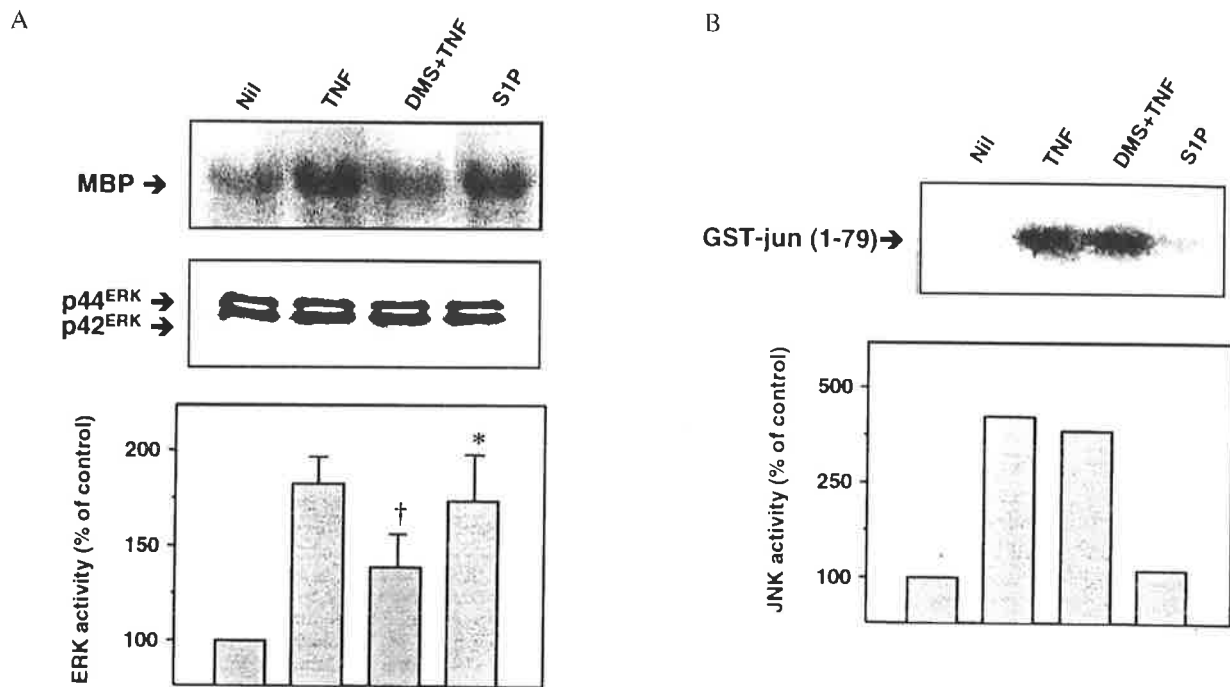 A
Nil TNF DMS+TNF S1P
MBP →
p44ERK →
p42ERK →
ERK activity (% of control)
200
150
100
†
*
B
Nil TNF DMS+TNF S1P
GST-jun (1-79)→
JNK activity (% of control)
500
250
100